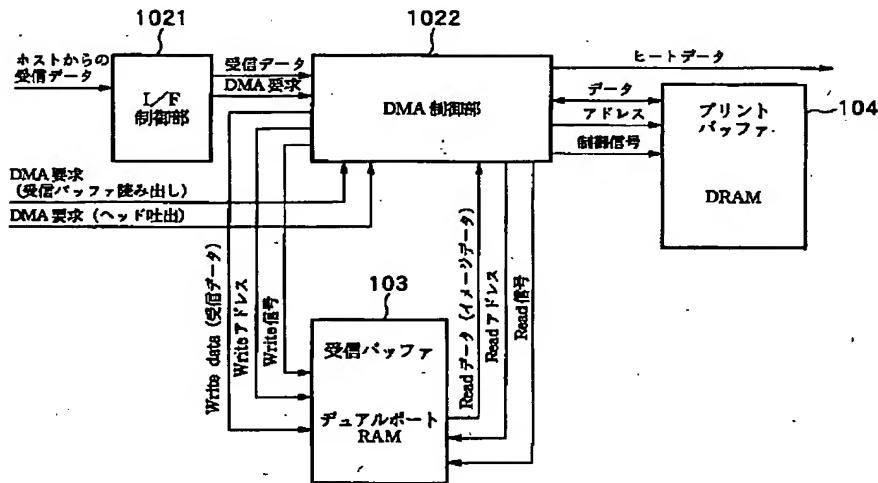 1021
1022
ホストからの
受信データ
I/F
制御部
受信データ
DMA要求
DMA 制御部
ヒートデータ
データ
アドレス
制御信号
プリント
バッファ
DRAM
104
DMA要求
(受信バッファ読み出し)
DMA要求 (ヘッド吐出)
Write data (受信データ)
Writeアドレス
Write信号
103
受信バッファ
デュアルポート
RAM
Readデータ (イメージデータ)
Readアドレス
Read信号